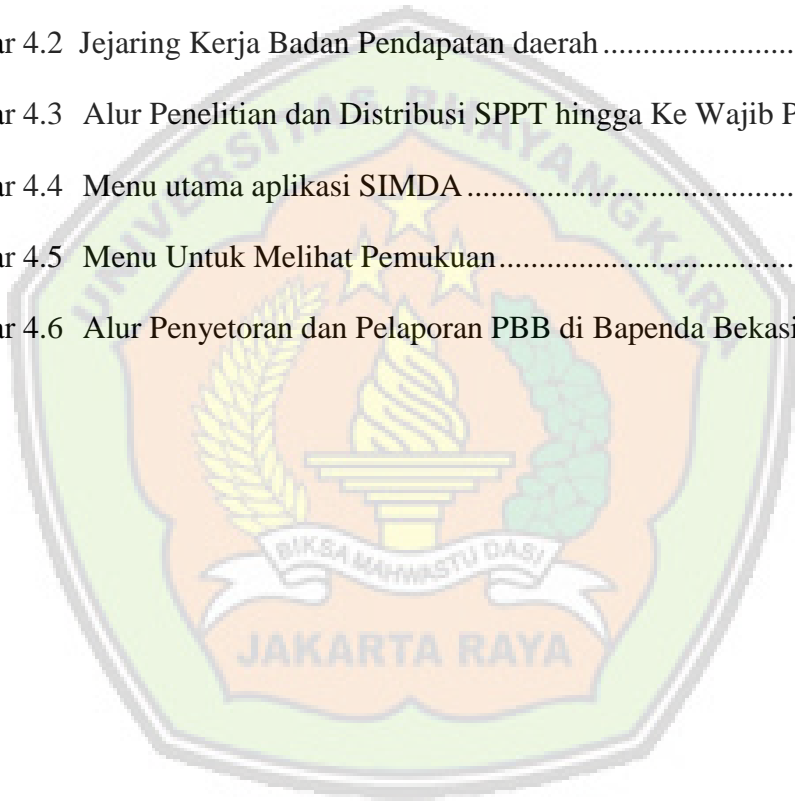 ar 4.2 Jejaring Kerja Badan Pendapatan daerah ........................
ar 4.3 Alur Penelitian dan Distribusi SPPT hingga Ke Wajib P
ar 4.4 Menu utama aplikasi SIMDA .........................................
ar 4.5 Menu Untuk Melihat Pemukuan.....................................
ar 4.6 Alur Penyetoran dan Pelaporan PBB di Bapenda Bekasi
UNIVERSITAS BHAYANGKARA
BIKSA MAHWASTU DASI
JAKARTA RAYA